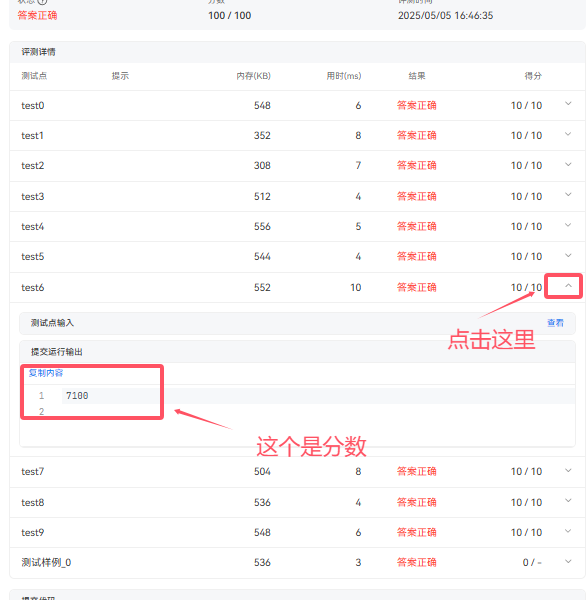 状态 分数 评测时间
答案正确 100 / 100 2025/05/05 16:46:35
评测详情
测试点 提示 内存(KB) 用时(ms) 结果 得分
test0 548 6 答案正确 10 / 10
test1 352 8 答案正确 10 / 10
test2 308 7 答案正确 10 / 10
test3 512 4 答案正确 10 / 10
test4 556 5 答案正确 10 / 10
test5 544 4 答案正确 10 / 10
test6 552 10 答案正确 10 / 10
测试点输入 查看
点击这里
提交运行输出
复制内容
1 7100
2
这个是分数
test7 504 8 答案正确 10 / 10
test8 536 4 答案正确 10 / 10
test9 548 6 答案正确 10 / 10
测试样例_0 536 3 答案正确 0 / -
提交代码